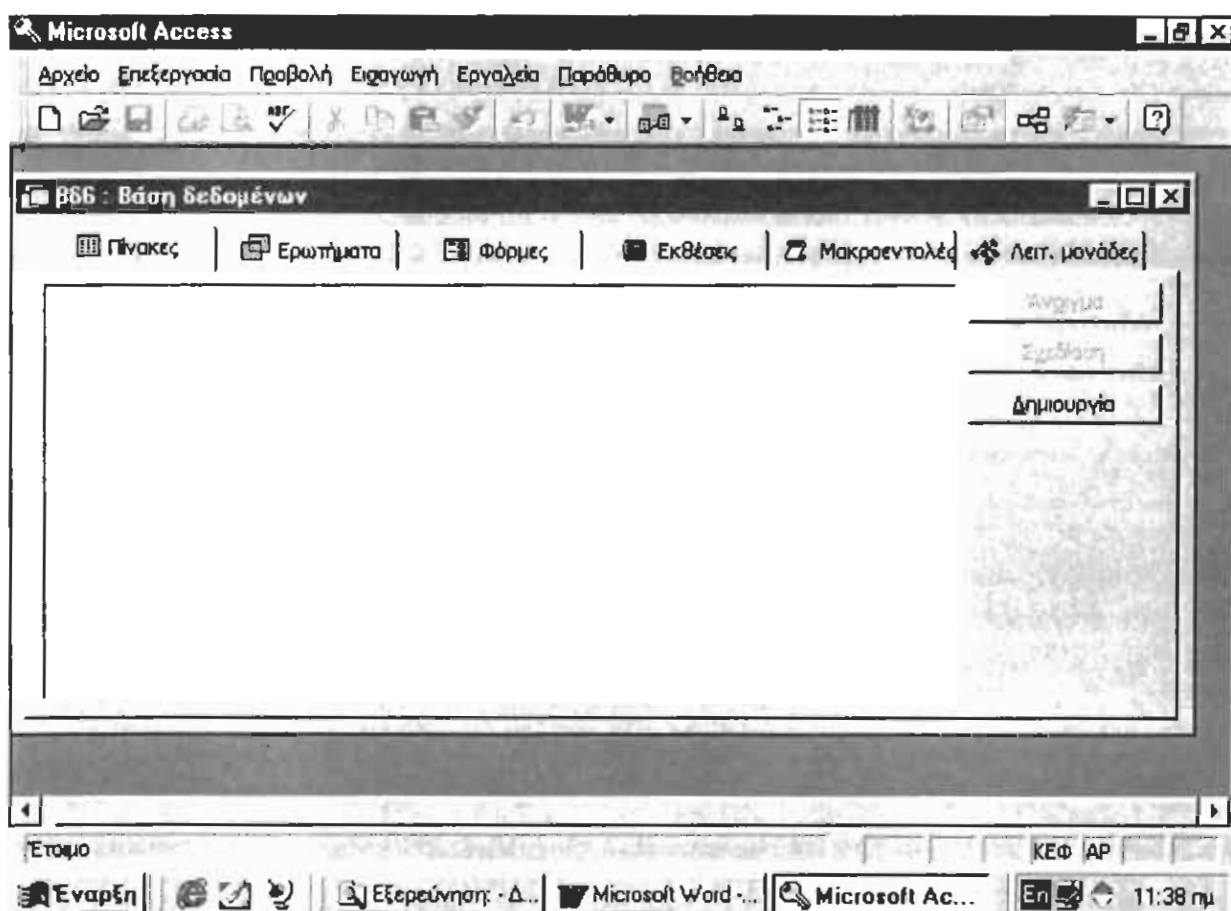 Microsoft Access
Αρχείο Επεξεργασία Προβολή Εισαγωγή Εργαλεία Παράθυρο Βοήθεια
βδδ : Βάση δεδομένων
Πίνακες Ερωτήματα Φόρμες Εκθέσεις Μακροεντολές Λειτ. μονάδες
Άνοιγμα
Σχεδίαση
Δημιουργία
Έτοιμο ΚΕΦ ΑΡ
Έναρξη Εξερεύνηση: - Δ... Microsoft Word -... Microsoft Ac... En 11:38 πμ